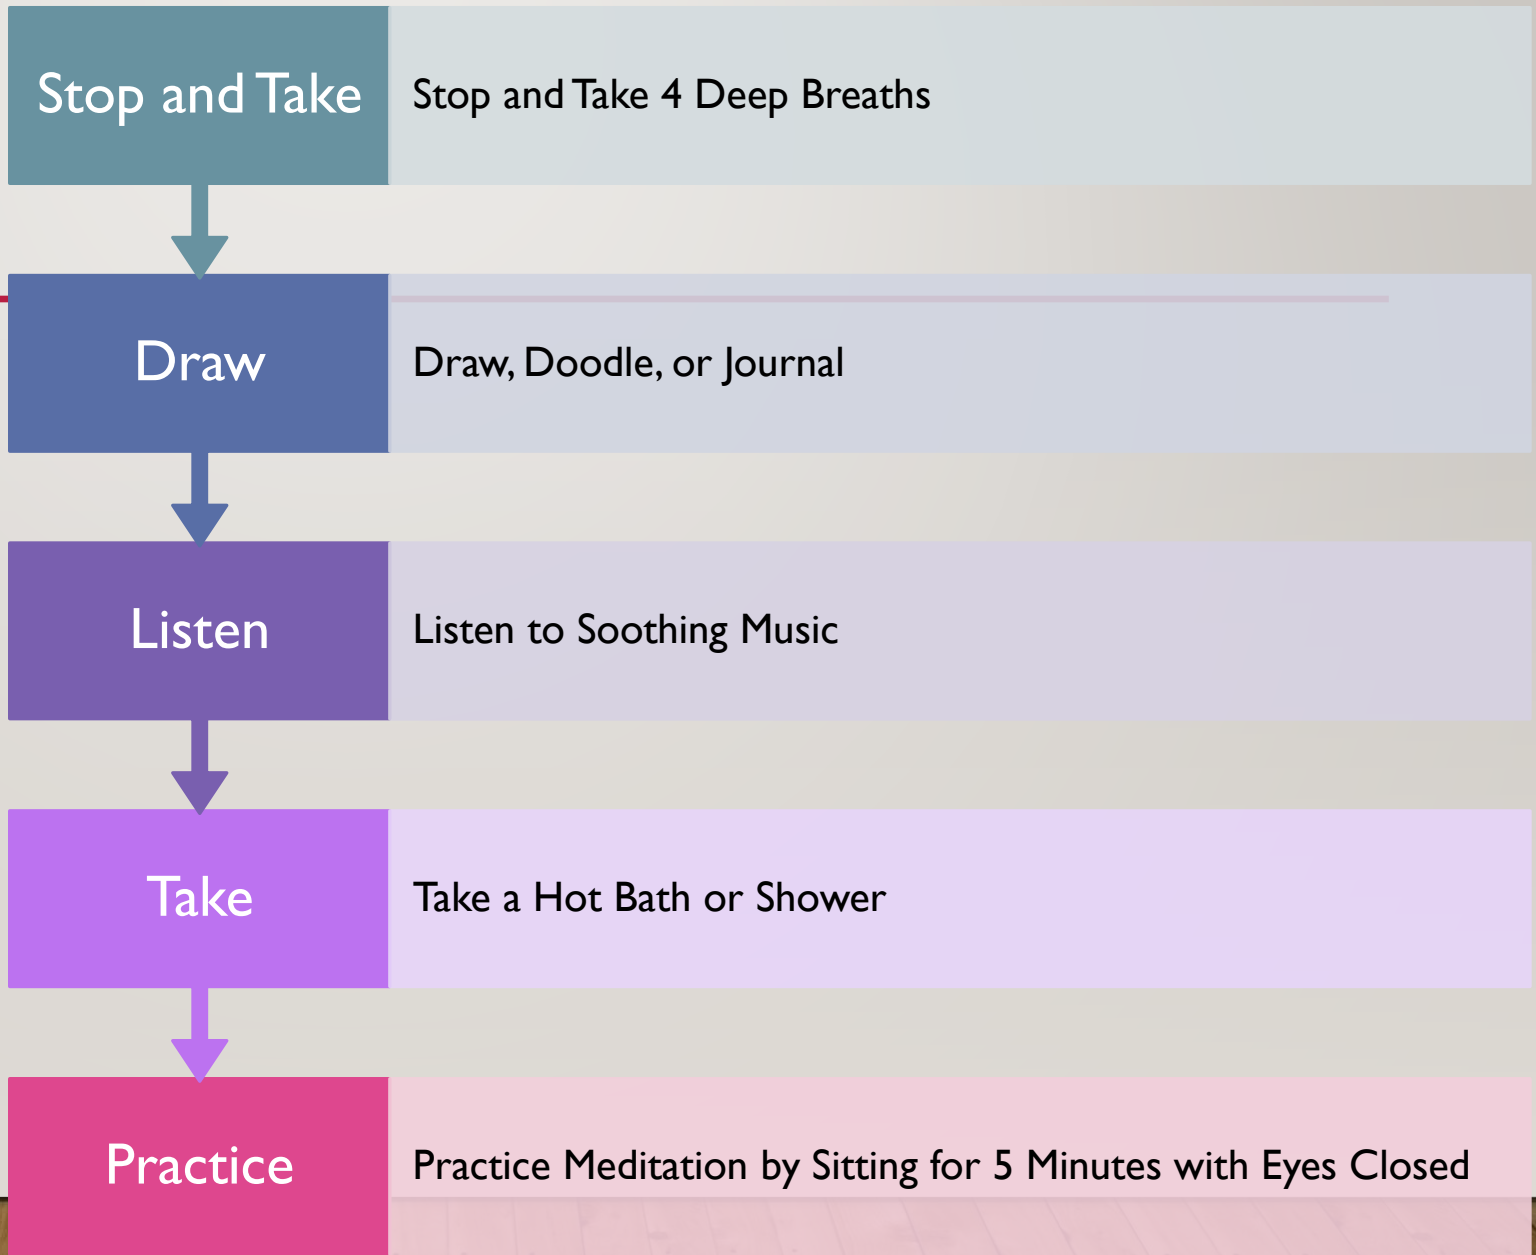 Stop and Take
Stop and Take 4 Deep Breaths
Draw
Draw, Doodle, or Journal
Listen
Listen to Soothing Music
Take
Take a Hot Bath or Shower
Practice
Practice Meditation by Sitting for 5 Minutes with Eyes Closed